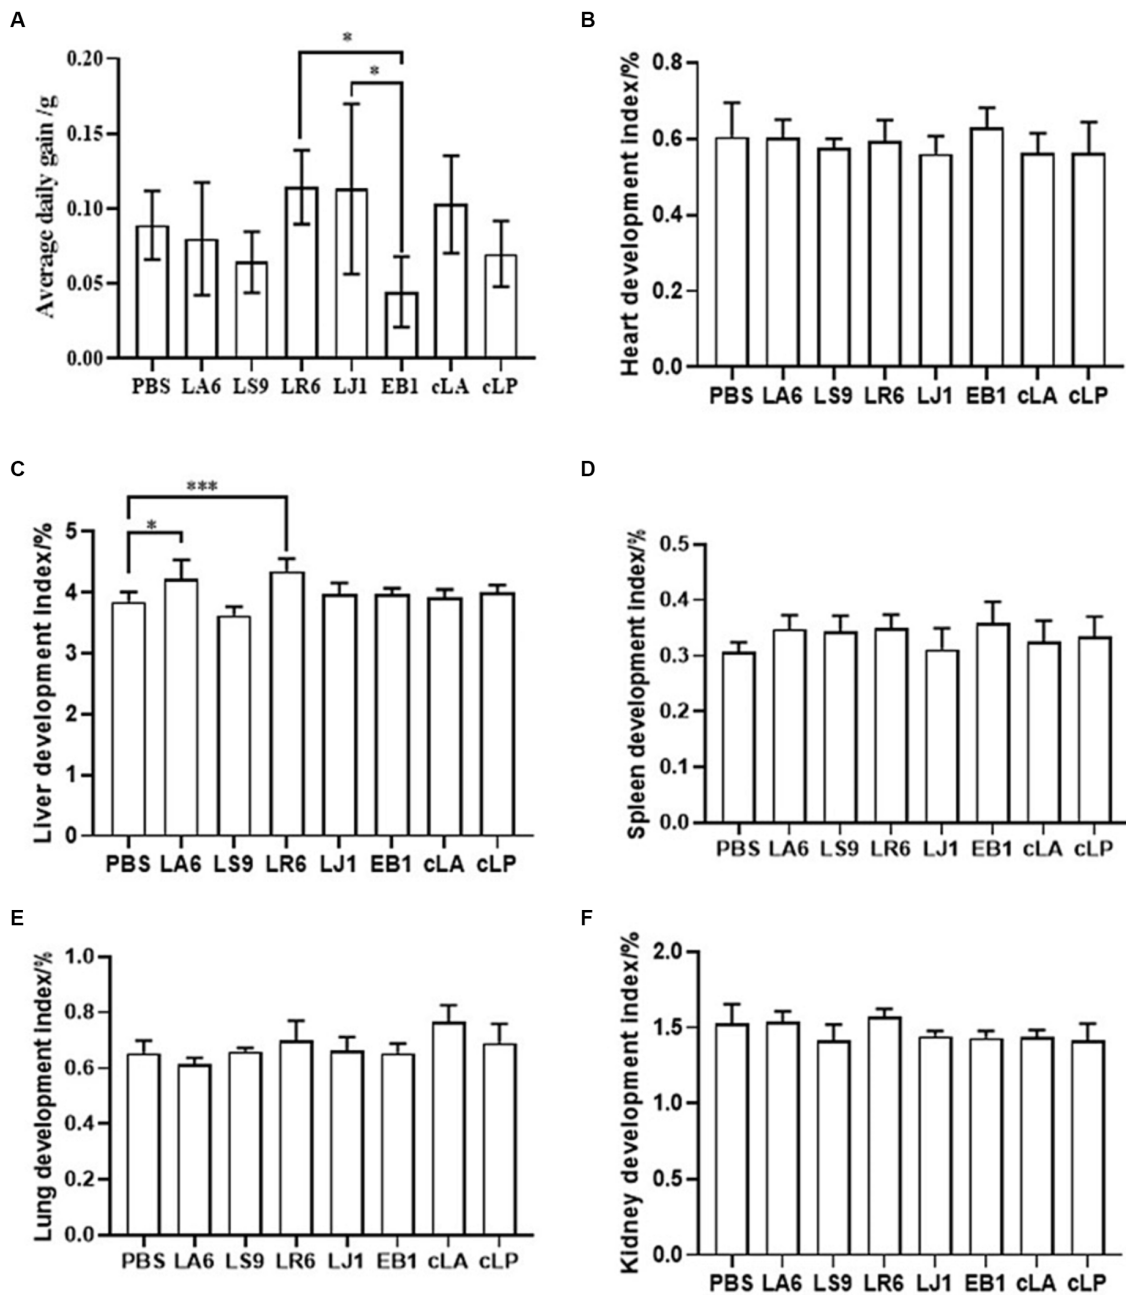 A
Average daily gain /g
0.20
0.15
0.10
0.05
0.00
*
*
PBS LA6 LS9 LR6 LJ1 EB1 cLA cLP
B
Heart development index/%
0.8
0.6
0.4
0.2
0.0
PBS LA6 LS9 LR6 LJ1 EB1 cLA cLP
C
Liver development Index/%
5
4
3
2
1
0
***
*
PBS LA6 LS9 LR6 LJ1 EB1 cLA cLP
D
Spleen development Index/%
0.5
0.4
0.3
0.2
0.1
0.0
PBS LA6 LS9 LR6 LJ1 EB1 cLA cLP
E
Lung development Index/%
1.0
0.8
0.6
0.4
0.2
0.0
PBS LA6 LS9 LR6 LJ1 EB1 cLA cLP
F
Kidney development index/%
2.0
1.5
1.0
0.5
0.0
PBS LA6 LS9 LR6 LJ1 EB1 cLA cLP